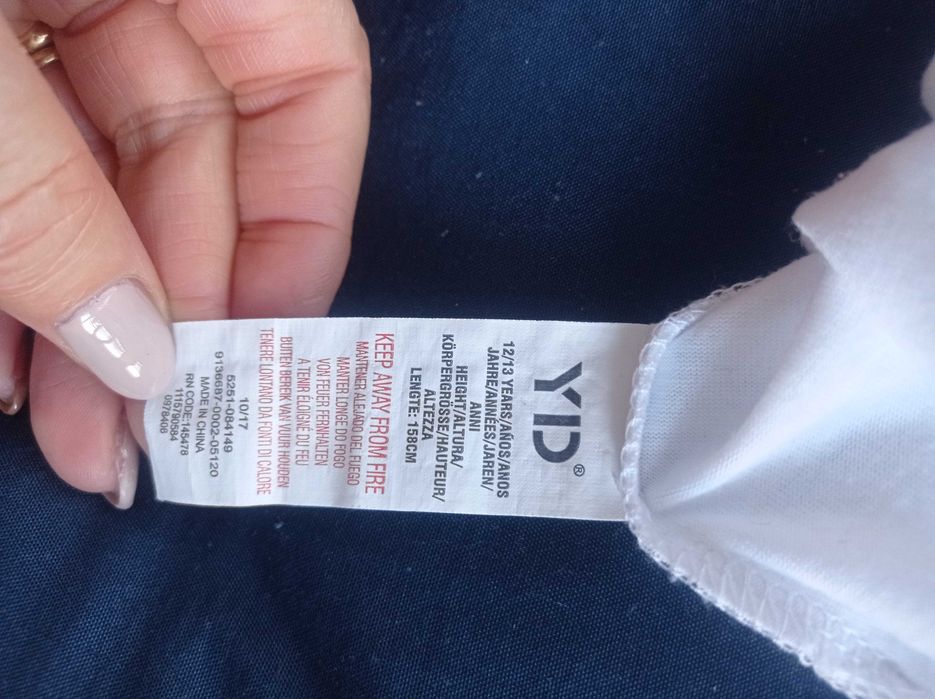 YD®
12/13 YEARS/AÑOS/ANOS
JAHRE/ANNÉES/JAREN/
ANNI
HEIGHT/ALTURA/
KÖRPERGRÖSSE/HAUTEUR/
ALTEZZA
LENGTE: 158CM
KEEP AWAY FROM FIRE
MANTENER ALEJADO DEL FUEGO
MANTER LONGE DO FOGO
VON FEUER FERNHALTEN
A TENIR ÉLOIGNÉ DU FEU
BUITEN BEREIK VAN VUUR HOUDEN
TENERE LONTANO DA FONTI DI CALORE
10/17
5251-084149
9136687-0002-05120
MADE IN CHINA
RN CODE:145478
1115790584
0978406